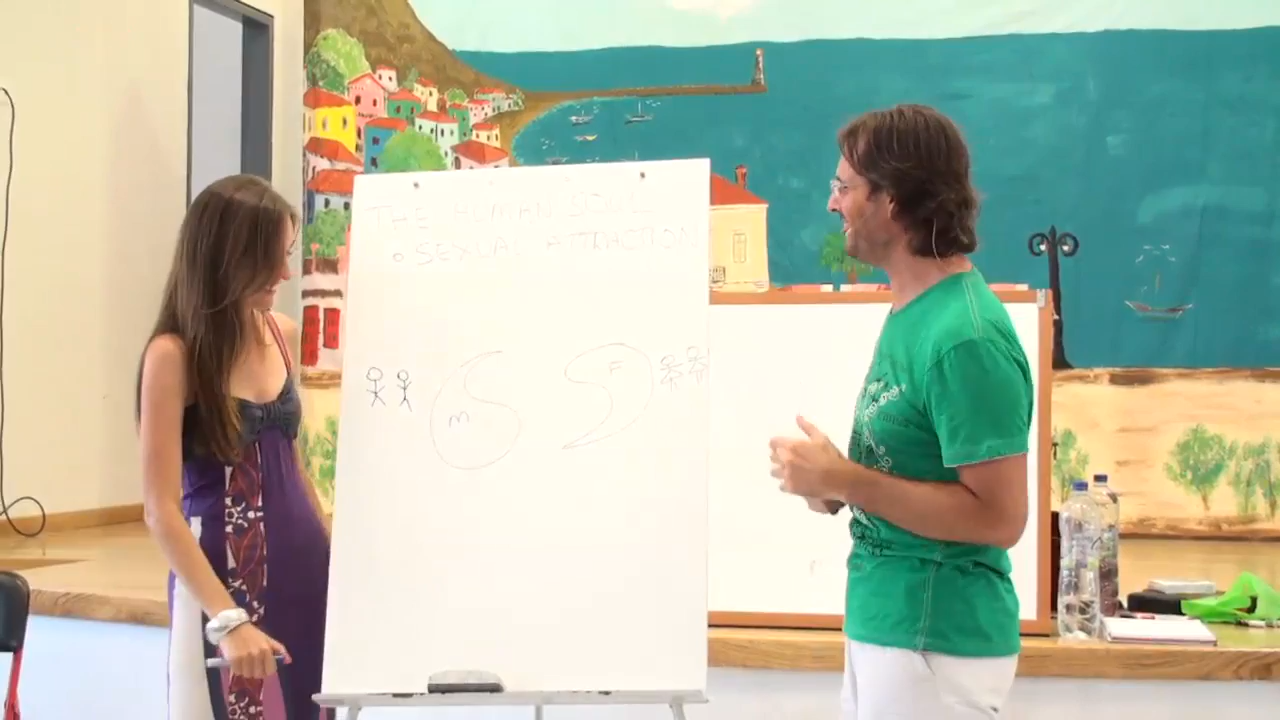 THE HUMAN SOUL
o SEXUAL ATTRACTION
M F